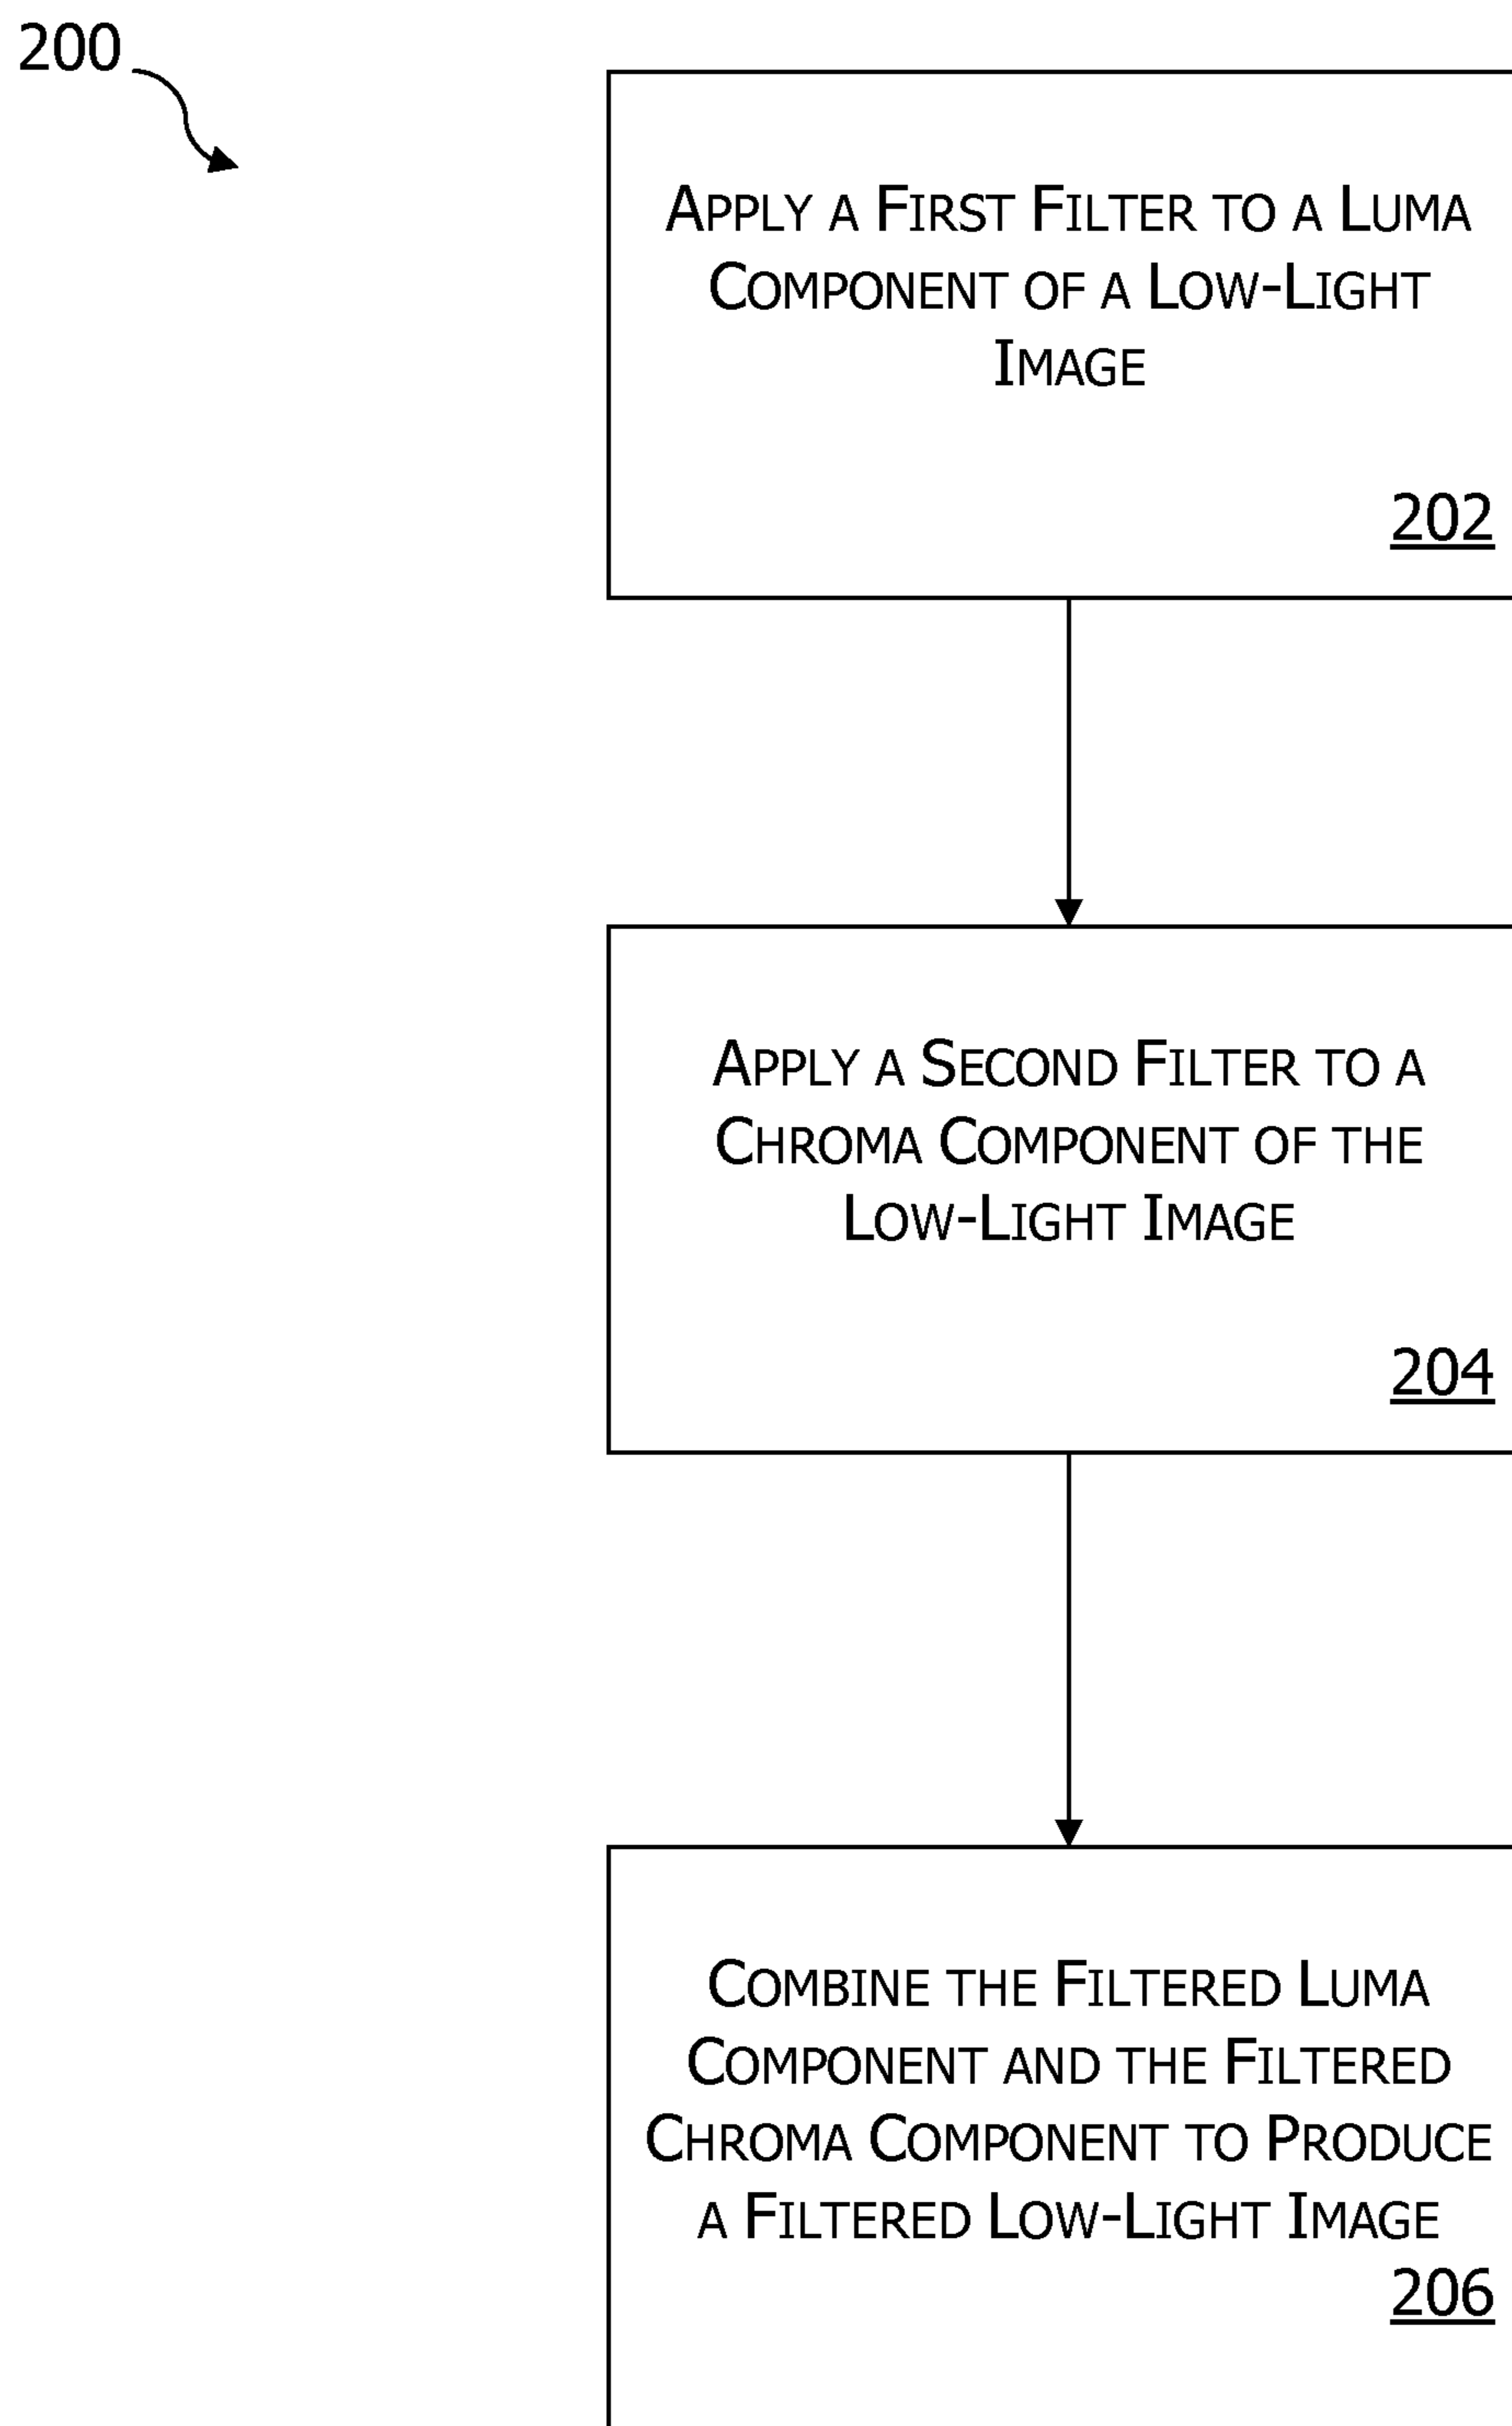 200
Apply a First Filter to a Luma
Component of a Low-Light
Image
202
Apply a Second Filter to a
Chroma Component of the
Low-Light Image
204
Combine the Filtered Luma
Component and the Filtered
Chroma Component to Produce
a Filtered Low-Light Image
206